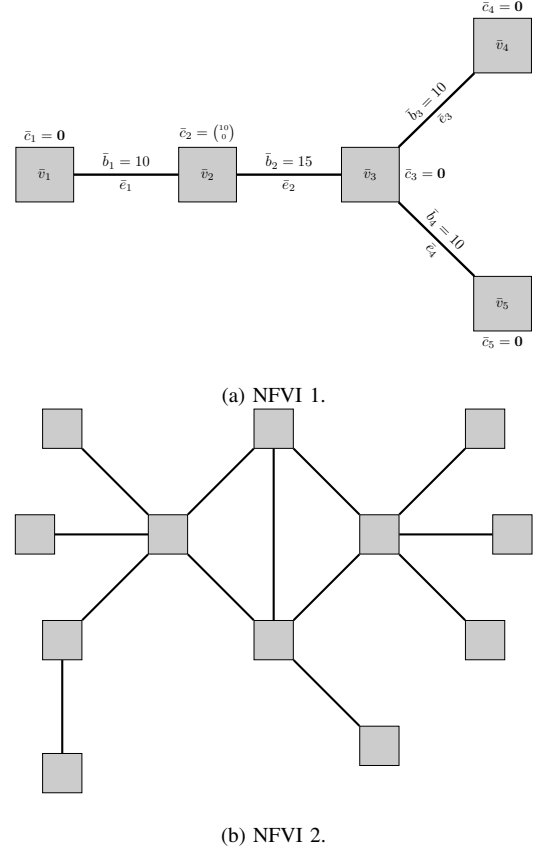 c̄₄ = 0
v̄₄
b̄₃ = 10
ē₃
c̄₁ = 0
c̄₂ = (10 0)
b̄₁ = 10
b̄₂ = 15
v̄₁
v̄₂
v̄₃
c̄₃ = 0
ē₁
ē₂
b̄₄ = 10
ē₄
v̄₅
c̄₅ = 0
(a) NFVI 1.
(b) NFVI 2.